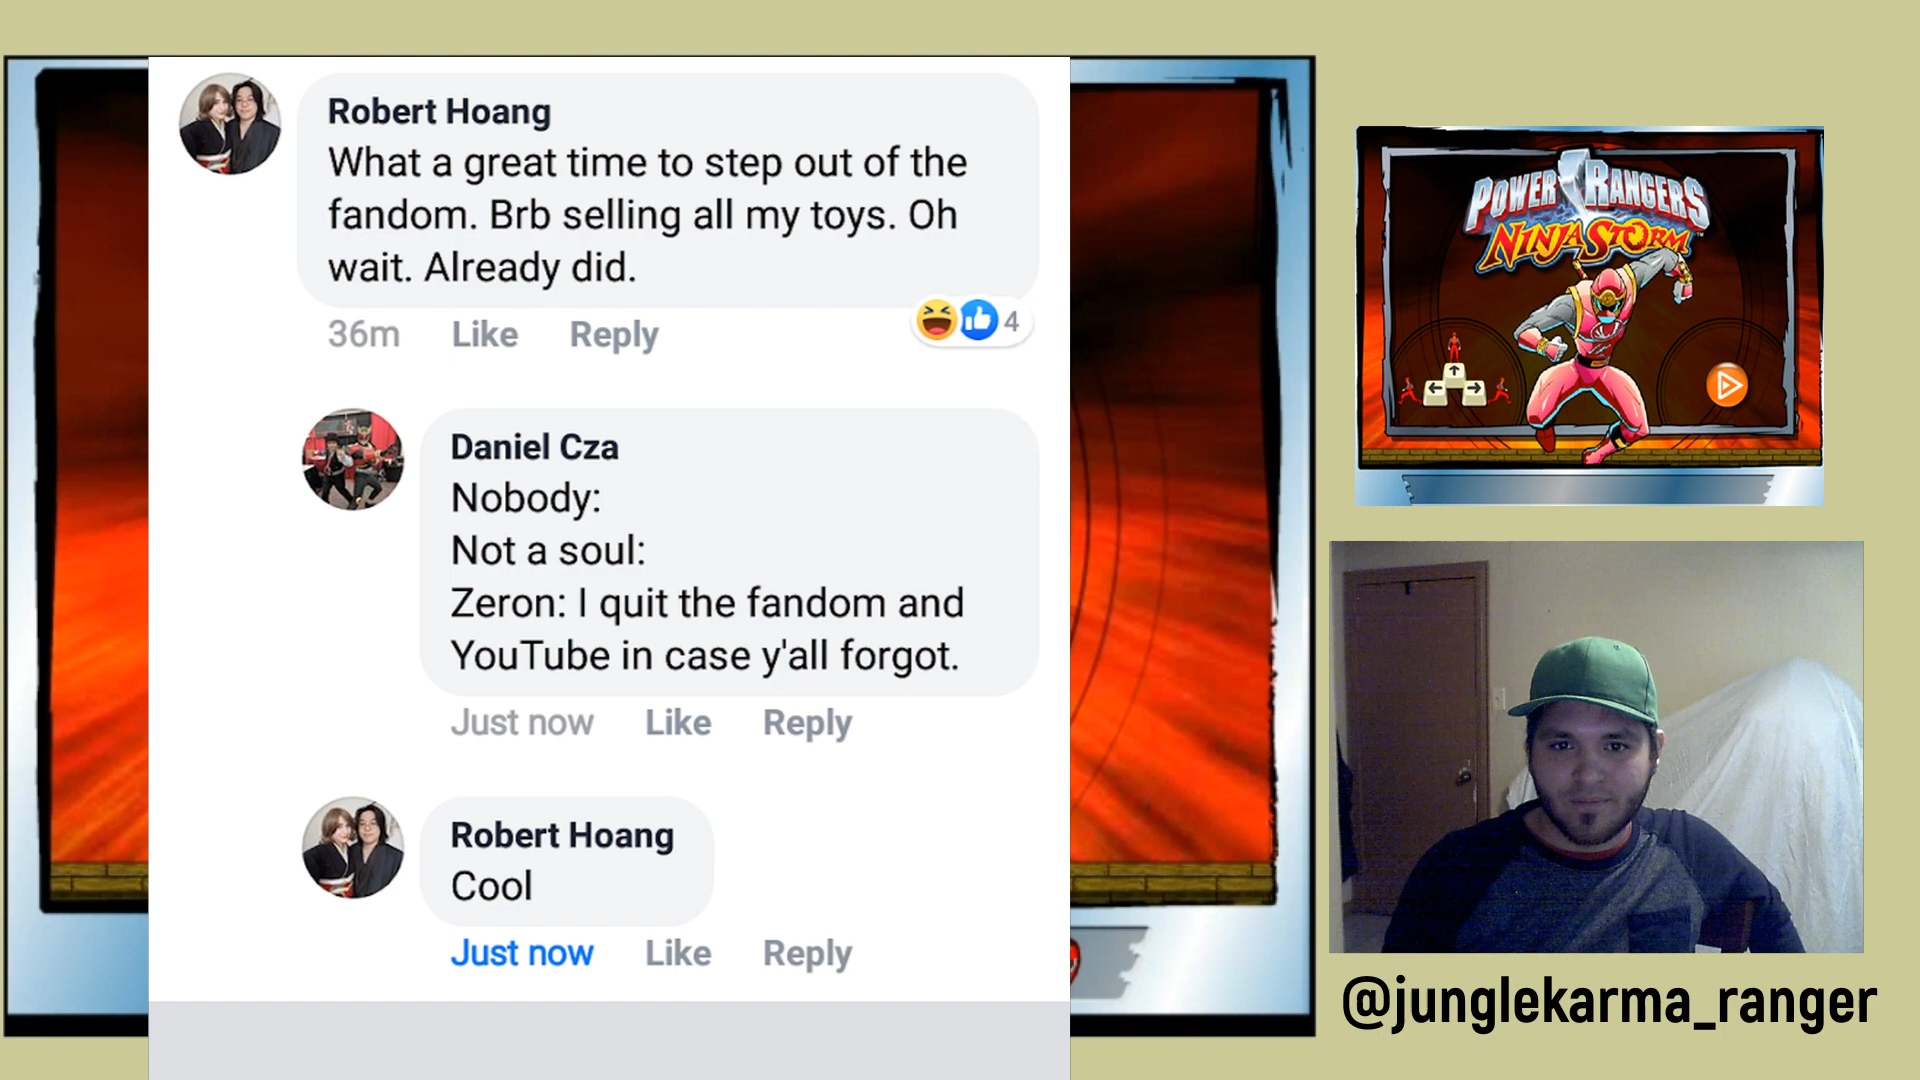 Robert Hoang
What a great time to step out of the
fandom. Brb selling all my toys. Oh
wait. Already did.
36m Like Reply
4
Daniel Cza
Nobody:
Not a soul:
Zeron: I quit the fandom and
YouTube in case y'all forgot.
Just now Like Reply
Robert Hoang
Cool
Just now Like Reply
POWER RANGERS
NINJA STORM
@junglekarma_ranger